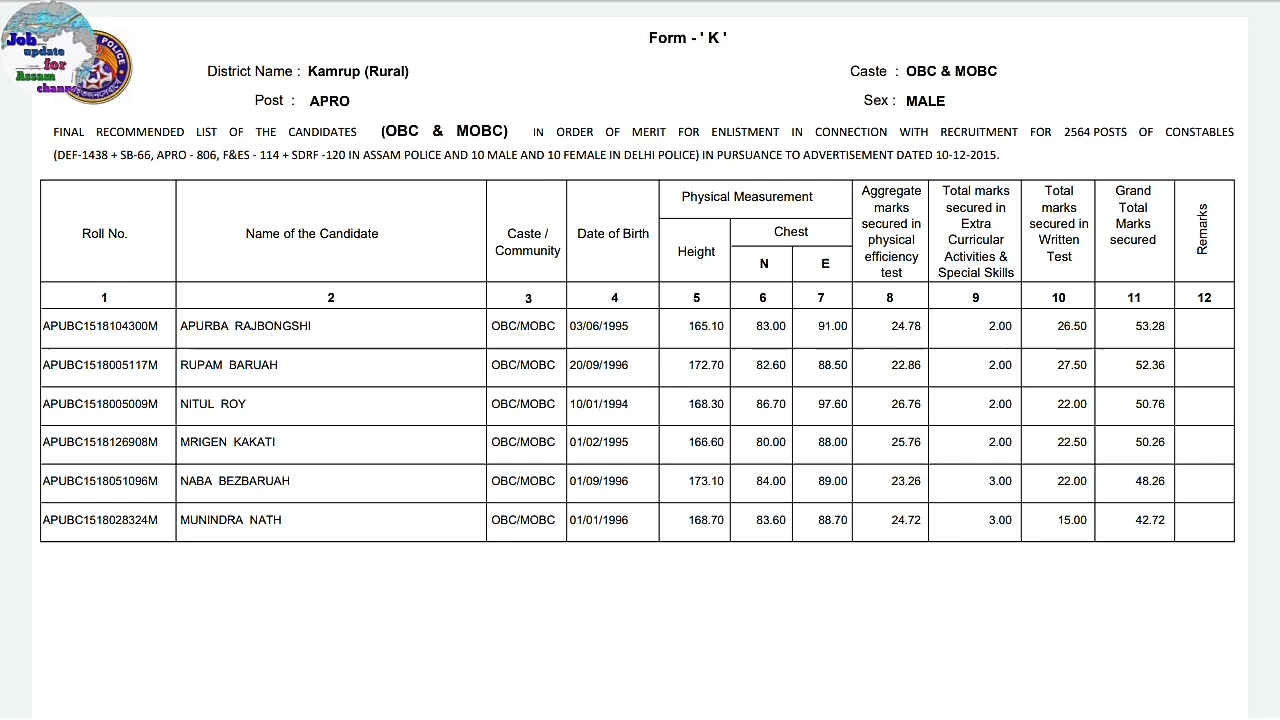 Job
update
for
Assam
chann
POLICE
Form - ' K '
District Name : Kamrup (Rural)
Caste : OBC & MOBC
Post : APRO
Sex : MALE
FINAL RECOMMENDED LIST OF THE CANDIDATES (OBC & MOBC) IN ORDER OF MERIT FOR ENLISTMENT IN CONNECTION WITH RECRUITMENT FOR 2564 POSTS OF CONSTABLES
(DEF-1438 + SB-66, APRO - 806, F&ES - 114 + SDRF -120 IN ASSAM POLICE AND 10 MALE AND 10 FEMALE IN DELHI POLICE) IN PURSUANCE TO ADVERTISEMENT DATED 10-12-2015.
Roll No.
Name of the Candidate
Caste /
Community
Date of Birth
Physical Measurement
Height
Chest
N E
Aggregate
marks
secured in
physical
efficiency
test
Total marks
secured in
Extra
Curricular
Activities &
Special Skills
Total
marks
secured in
Written
Test
Grand
Total
Marks
secured
Remarks
1 2 3 4 5 6 7 8 9 10 11 12
APUBC1518104300M APURBA RAJBONGSHI OBC/MOBC 03/06/1995 165.10 83.00 91.00 24.78 2.00 26.50 53.28
APUBC1518005117M RUPAM BARUAH OBC/MOBC 20/09/1996 172.70 82.60 88.50 22.86 2.00 27.50 52.36
APUBC1518005009M NITUL ROY OBC/MOBC 10/01/1994 168.30 86.70 97.60 26.76 2.00 22.00 50.76
APUBC1518126908M MRIGEN KAKATI OBC/MOBC 01/02/1995 166.60 80.00 88.00 25.76 2.00 22.50 50.26
APUBC1518051096M NABA BEZBARUAH OBC/MOBC 01/09/1996 173.10 84.00 89.00 23.26 3.00 22.00 48.26
APUBC1518028324M MUNINDRA NATH OBC/MOBC 01/01/1996 168.70 83.60 88.70 24.72 3.00 15.00 42.72